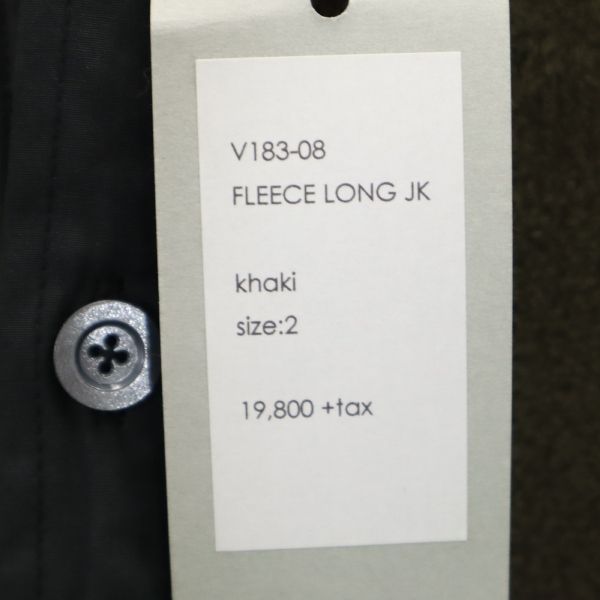 V183-08
FLEECE LONG JK
khaki
size:2
19,800 +tax